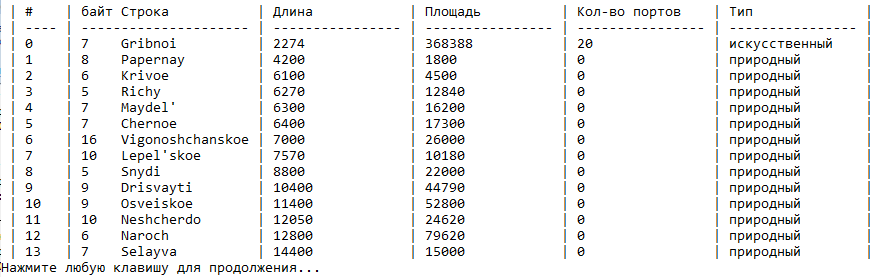 | # | байт Строка | Длина | Площадь | Кол-во портов | Тип |
| ---- | --------------------- | ---------------- | ---------------- | ---------------- | ---------------- |
| 0 | 7 Gribnoi | 2274 | 368388 | 20 | искусственный |
| 1 | 8 Papernay | 4200 | 1800 | 0 | природный |
| 2 | 6 Krivoe | 6100 | 4500 | 0 | природный |
| 3 | 5 Richy | 6270 | 12840 | 0 | природный |
| 4 | 7 Maydel' | 6300 | 16200 | 0 | природный |
| 5 | 7 Chernoe | 6400 | 17300 | 0 | природный |
| 6 | 16 Vigonoshchanskoe | 7000 | 26000 | 0 | природный |
| 7 | 10 Lepel'skoe | 7570 | 10180 | 0 | природный |
| 8 | 5 Snydi | 8800 | 22000 | 0 | природный |
| 9 | 9 Drisvayti | 10400 | 44790 | 0 | природный |
| 10 | 9 Osveiskoe | 11400 | 52800 | 0 | природный |
| 11 | 10 Neshcherdo | 12050 | 24620 | 0 | природный |
| 12 | 6 Naroch | 12800 | 79620 | 0 | природный |
| 13 | 7 Selayva | 14400 | 15000 | 0 | природный |
Нажмите любую клавишу для продолжения...